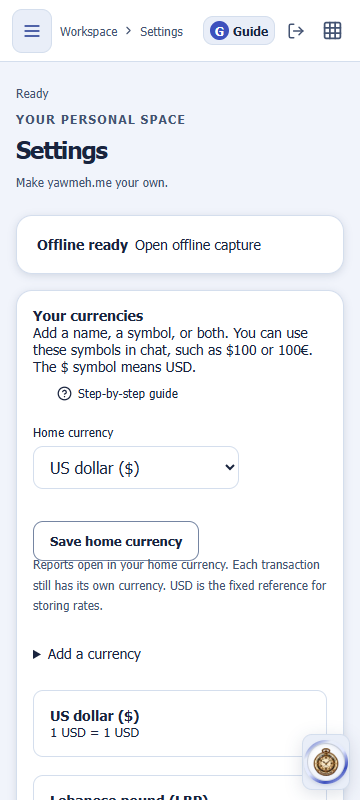 Workspace > Settings
G Guide
Ready
YOUR PERSONAL SPACE
Settings
Make yawmeh.me your own.
Offline ready Open offline capture
Your currencies
Add a name, a symbol, or both. You can use
these symbols in chat, such as $100 or 100€.
The $ symbol means USD.
? Step-by-step guide
Home currency
US dollar ($)
Save home currency
Reports open in your home currency. Each transaction
still has its own currency. USD is the fixed reference for
storing rates.
Add a currency
US dollar ($)
1 USD = 1 USD
Lebanese pound (LBP)